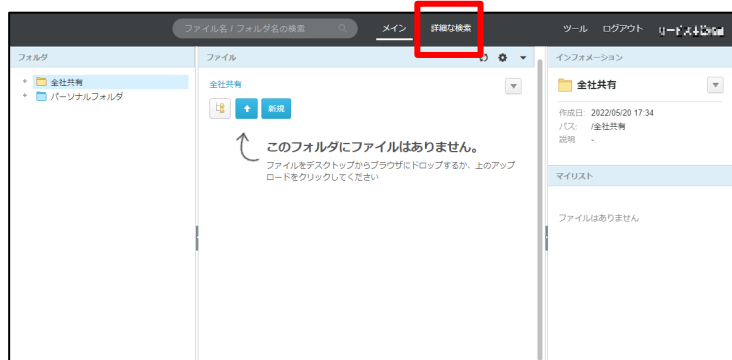 ファイル名 / フォルダ名の検索
メイン
詳細な検索
ツール
ログアウト
フォルダ
全社共有
パーソナルフォルダ
ファイル
全社共有
新規
このフォルダにファイルはありません。
ファイルをデスクトップからブラウザにドロップするか、上のアップ
ロードをクリックしてください
インフォメーション
全社共有
作成日: 2022/05/20 17:34
パス: /全社共有
説明 -
マイリスト
ファイルはありません